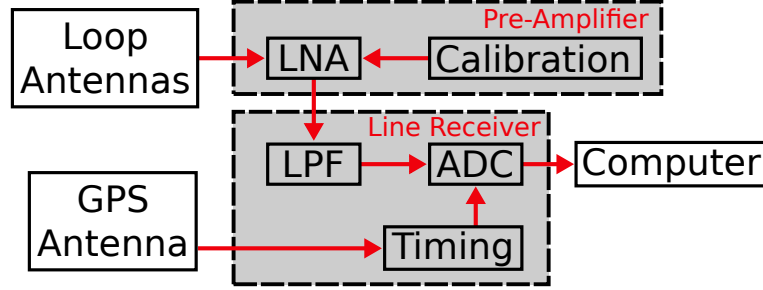 Loop
Antennas
Pre-Amplifier
LNA
Calibration
Line Receiver
LPF
ADC
Computer
GPS
Antenna
Timing